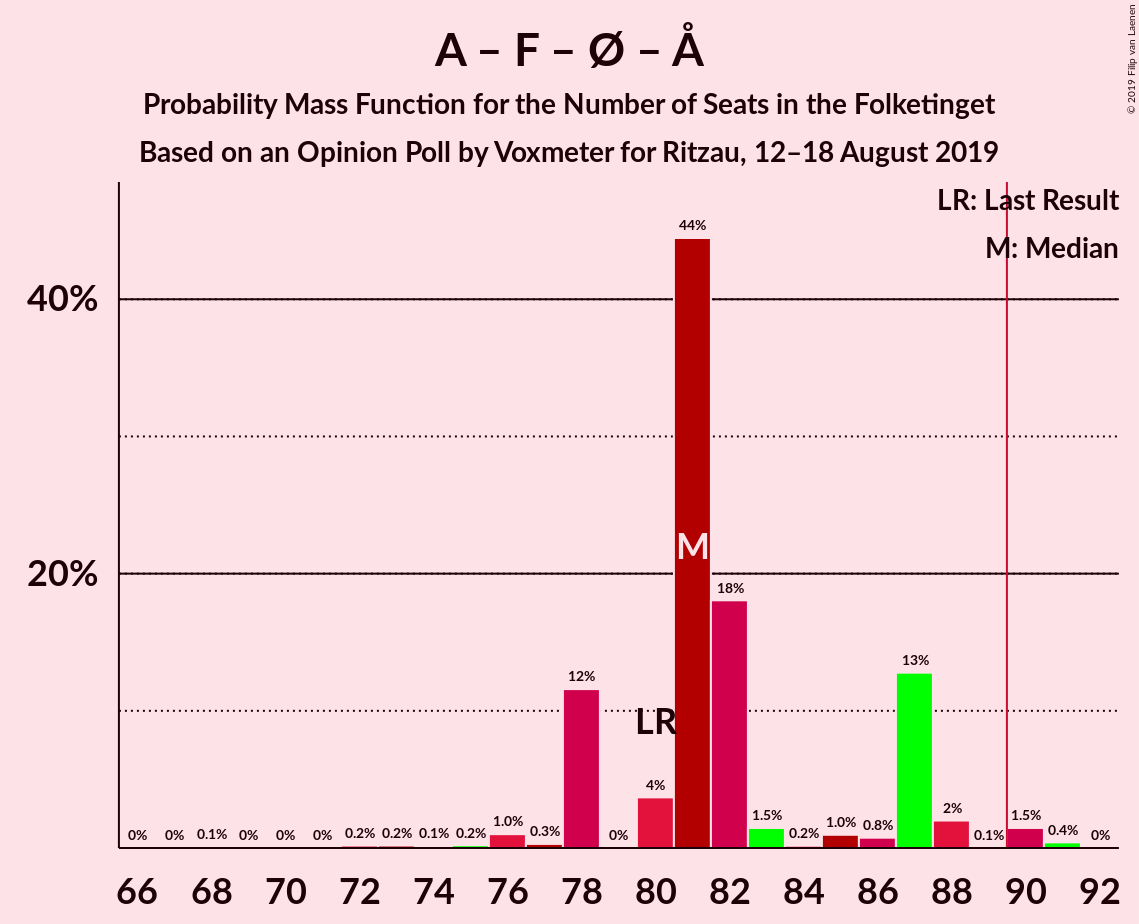 A – F – Ø – Å
Probability Mass Function for the Number of Seats in the Folketinget
Based on an Opinion Poll by Voxmeter for Ritzau, 12–18 August 2019
© 2019 Filip van Laenen
LR: Last Result
M: Median
40%
20%
0% 0% 0.1% 0% 0% 0% 0.2% 0.2% 0.1% 0.2% 1.0% 0.3% 12% 0% 4% 44% 18% 1.5% 0.2% 1.0% 0.8% 13% 2% 0.1% 1.5% 0.4% 0%
M
LR
66 68 70 72 74 76 78 80 82 84 86 88 90 92